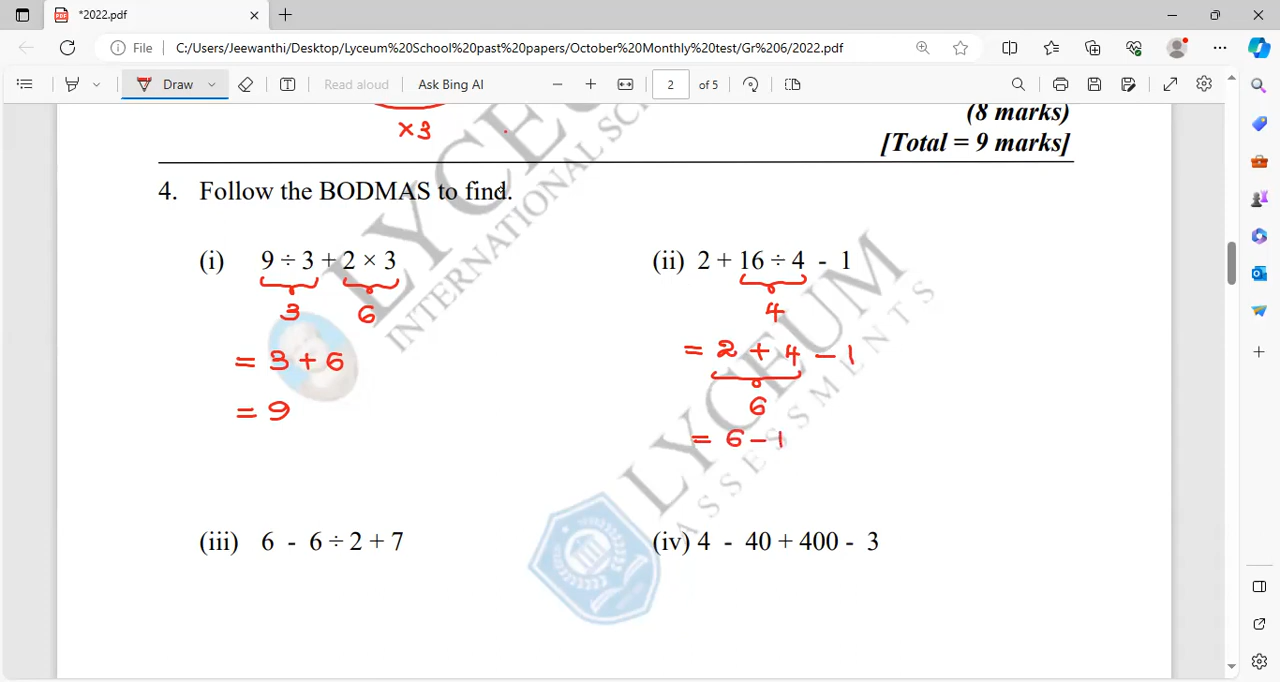 *2022.pdf
File C:/Users/Jeewanthi/Desktop/Lyceum%20School%20past%20papers/October%20Monthly%20test/Gr%206/2022.pdf
Draw Read aloud Ask Bing AI 2 of 5
×3
(8 marks)
[Total = 9 marks]
4. Follow the BODMAS to find.
(i) 9 ÷ 3 + 2 × 3
3 6
= 3 + 6
= 9
(ii) 2 + 16 ÷ 4 - 1
4
= 2 + 4 - 1
6
= 6 - 1
(iii) 6 - 6 ÷ 2 + 7
(iv) 4 - 40 + 400 - 3
LYCEUM
INTERNATIONAL SC
LYCEUM
ASSESSMENTS